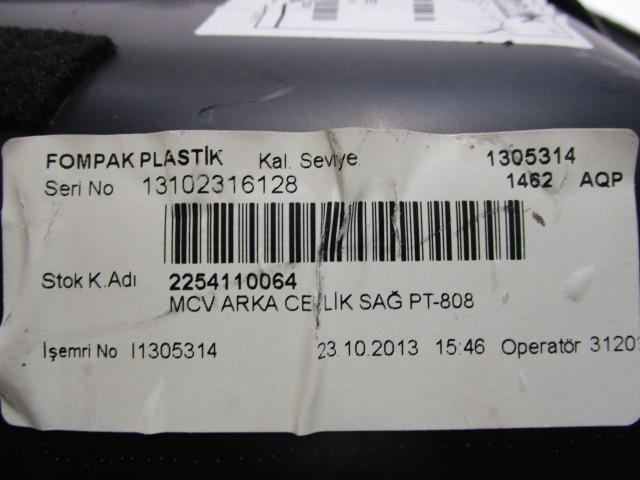 FOMPAK PLASTİK Kal. Seviye 1305314
Seri No 13102316128 1462 AQP
Stok K.Adı 2254110064
MCV ARKA SAĞ PT-808
İşemri No I1305314 23.10.2013 15:46 Operatör